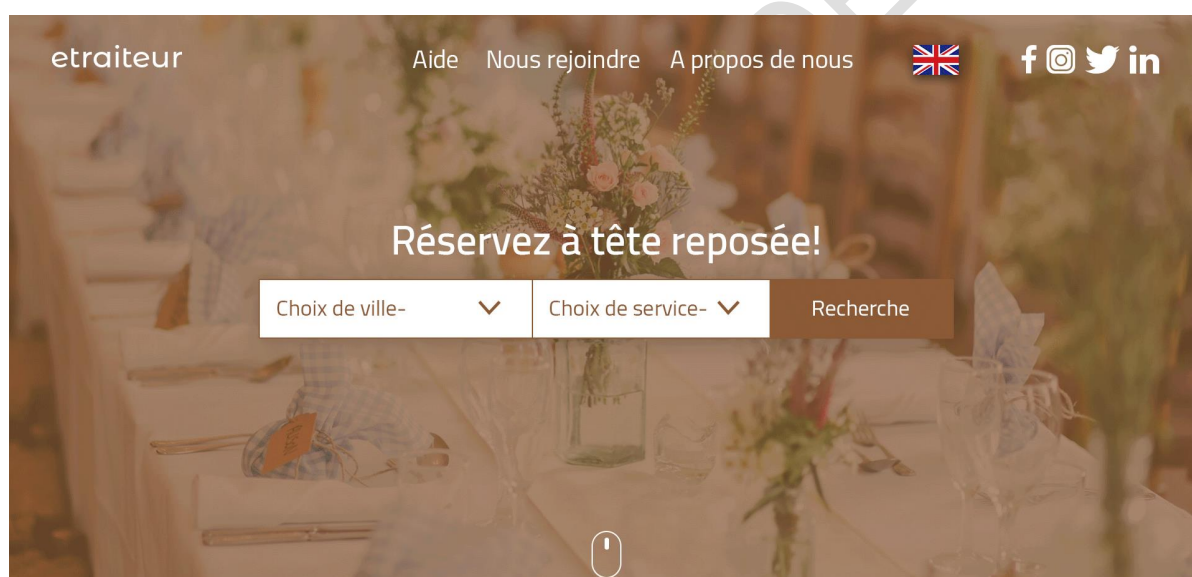 etraiteur
Aide Nous rejoindre A propos de nous
Réservez à tête reposée!
Choix de ville- Choix de service- Recherche